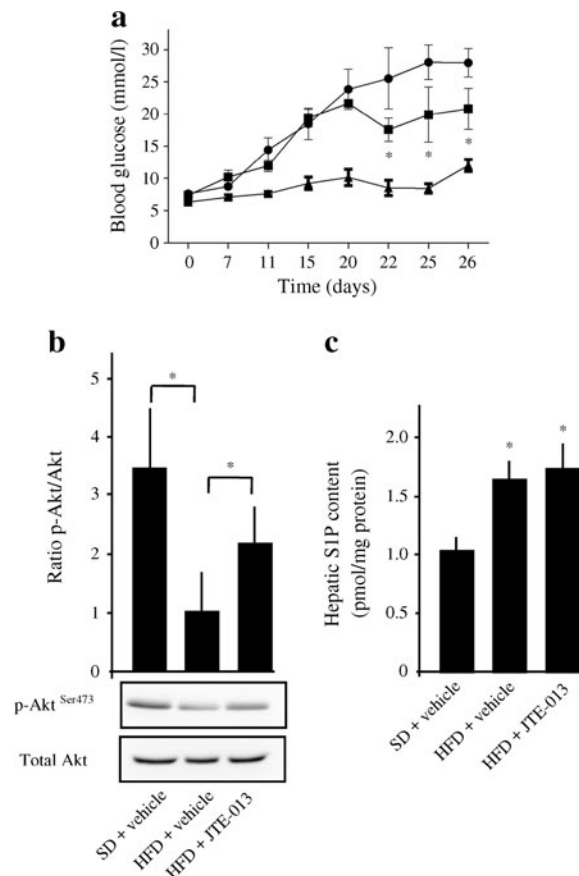 a
Blood glucose (mmol/l)
30
25
20
15
10
5
0
0 7 11 15 20 22 25 26
* * *
Time (days)
b
Ratio p-Akt/Akt
5
4
3
2
1
0
*
*
p-Akt Ser473
Total Akt
SD + vehicle
HFD + vehicle
HFD + JTE-013
c
Hepatic S1P content
(pmol/mg protein)
2.0
1.5
1.0
0.5
0
* *
SD + vehicle
HFD + vehicle
HFD + JTE-013